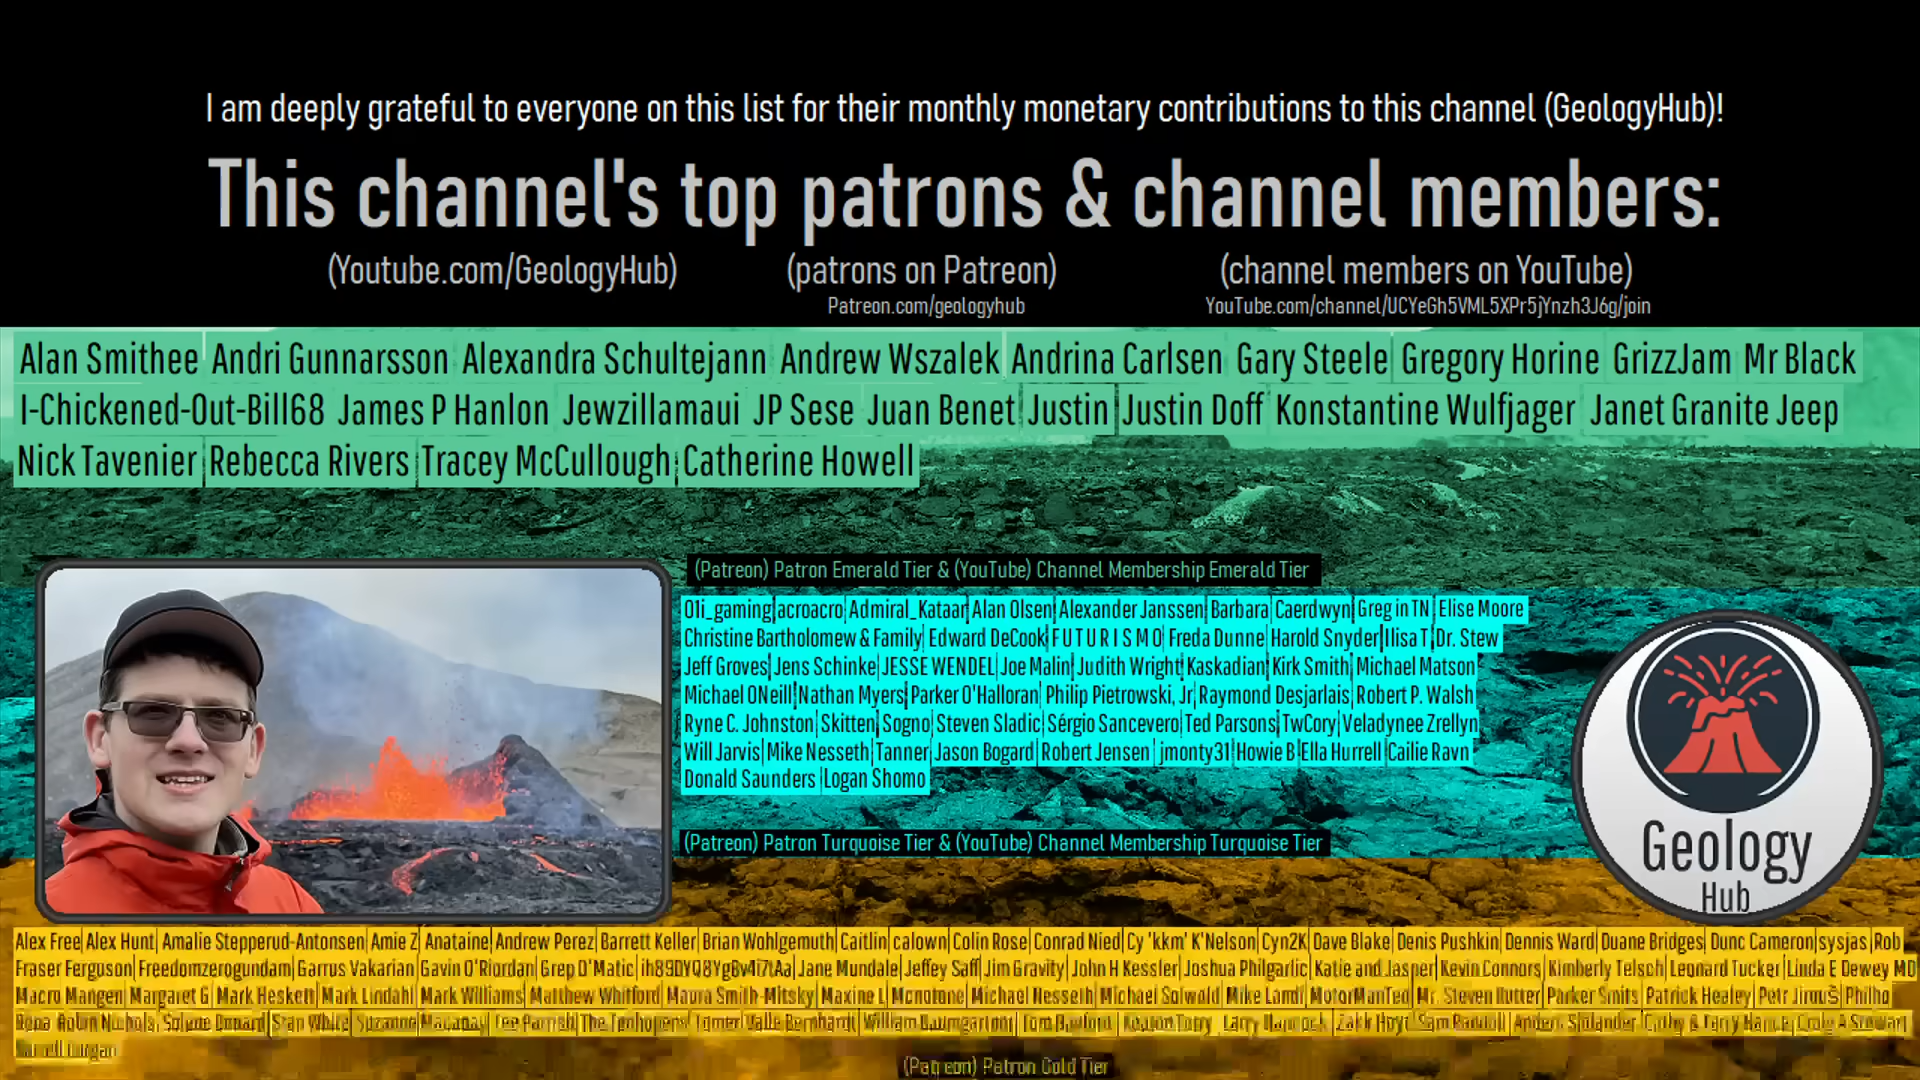 I am deeply grateful to everyone on this list for their monthly monetary contributions to this channel (GeologyHub)!
This channel's top patrons & channel members:
(Youtube.com/GeologyHub) (patrons on Patreon) (channel members on YouTube)
Patreon.com/geologyhub YouTube.com/channel/UCYeGh5VML5XPr5jYnzh3J6g/join
Alan Smithee Andri Gunnarsson Alexandra Schultejann Andrew Wszalek Andrina Carlsen Gary Steele Gregory Horine GrizzJam Mr Black
I-Chickened-Out-Bill68 James P Hanlon Jewzillamaui JP Sese Juan Benet Justin Justin Doff Konstantine Wulfjager Janet Granite Jeep
Nick Tavenier Rebecca Rivers Tracey McCullough Catherine Howell
(Patreon) Patron Emerald Tier & (YouTube) Channel Membership Emerald Tier
01i_gaming acroacro Admiral_Kataar Alan Olsen Alexander Janssen Barbara Caerdwyn Greg in TN Elise Moore
Christine Bartholomew & Family Edward DeCook F U T U R I S M O Freda Dunne Harold Snyder Ilisa T Dr. Stew
Jeff Groves Jens Schinke JESSE WENDEL Joe Malin Judith Wright Kaskadian Kirk Smith Michael Matson
Michael ONeill Nathan Myers Parker O'Halloran Philip Pietrowski, Jr Raymond Desjarlais Robert P. Walsh
Ryne C. Johnston Skitten Sogno Steven Sladic Sérgio Sancevero Ted Parsons TwCory Veladynee Zrellyn
Will Jarvis Mike Nesseth Tanner Jason Bogard Robert Jensen jmonty31 Howie B Ella Hurrell Cailie Ravn
Donald Saunders Logan Shomo
(Patreon) Patron Turquoise Tier & (YouTube) Channel Membership Turquoise Tier
Geology
Hub
Alex Free Alex Hunt Amalie Stepperud-Antonsen Amie Z Anataine Andrew Perez Barrett Keller Brian Wohlgemuth Caitlin calown Colin Rose Conrad Nied Cy 'kkm' K'Nelson Cyn2K Dave Blake Denis Pushkin Dennis Ward Duane Bridges Dunc Cameron sysjas Rob
Fraser Ferguson Freedomzerogundam Garrus Vakarian Gavin O'Riordan Grep O'Matic Jane Mundale Jeffey Saff Jim Gravity John H Kessler Joshua Philgarlic Katie and Jasper Kevin Connors Kimberly Telsch Leonard Tucker Linda E Dewey MD
Macro Mangen Margaret G Mark Heskett Mark Lindahl Mark Williams Matthew Whitford Maura Smith-Mitsky Maxine L Monotone Michael Nesseth Michael Solwold Mike Landi MotorManTed Mr. Steven Rutter Parker Smits Patrick Healey Petr
Stan White William Baumgartner Larry Sam Randall Anders
(Patreon) Patron Gold Tier